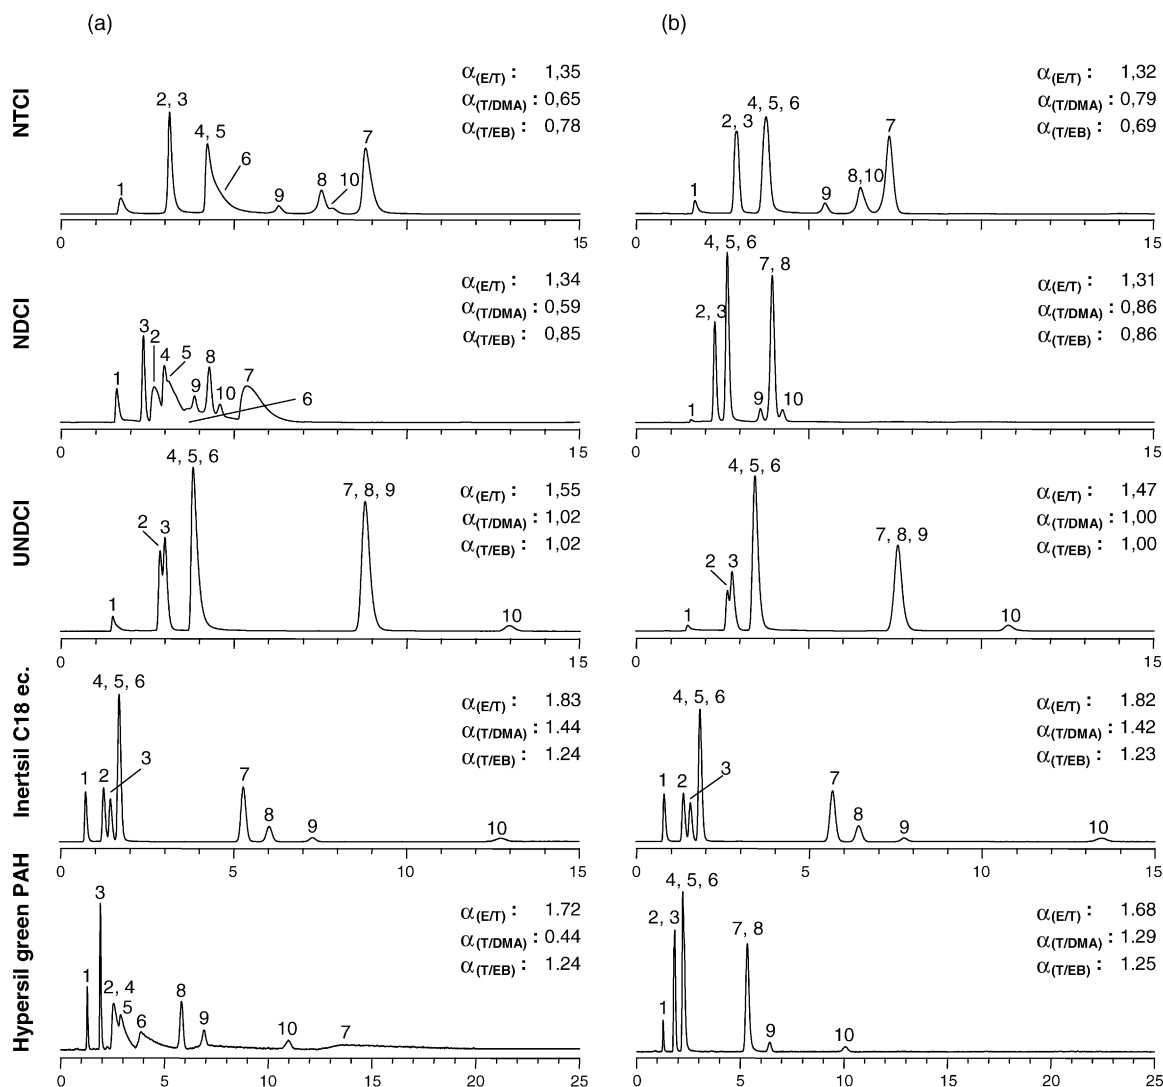 (a) (b)
NTCI
α(E/T) : 1,35
α(T/DMA) : 0,65
α(T/EB) : 0,78
1 2, 3 4, 5 6 9 8 10 7
0 15
α(E/T) : 1,32
α(T/DMA) : 0,79
α(T/EB) : 0,69
1 2, 3 4, 5, 6 9 8,10 7
0 15
NDCI
α(E/T) : 1,34
α(T/DMA) : 0,59
α(T/EB) : 0,85
1 3 2 4 5 9 8 10 7 6
0 15
α(E/T) : 1,31
α(T/DMA) : 0,86
α(T/EB) : 0,86
1 2, 3 4, 5, 6 9 7, 8 10
0 15
UNDCI
α(E/T) : 1,55
α(T/DMA) : 1,02
α(T/EB) : 1,02
1 2 3 4, 5, 6 7, 8, 9 10
0 15
α(E/T) : 1,47
α(T/DMA) : 1,00
α(T/EB) : 1,00
1 2 3 4, 5, 6 7, 8, 9 10
0 15
Inertsil C18 ec.
α(E/T) : 1.83
α(T/DMA) : 1.44
α(T/EB) : 1.24
1 2 3 4, 5, 6 7 8 9 10
0 5 10 15
α(E/T) : 1.82
α(T/DMA) : 1.42
α(T/EB) : 1.23
1 2 3 4, 5, 6 7 8 9 10
0 5 10 15
Hypersil green PAH
α(E/T) : 1.72
α(T/DMA) : 0.44
α(T/EB) : 1.24
1 3 2, 4 5 6 8 9 10 7
0 5 10 15 20 25
α(E/T) : 1.68
α(T/DMA) : 1.29
α(T/EB) : 1.25
1 2, 3 4, 5, 6 7, 8 9 10
0 5 10 15 20 25